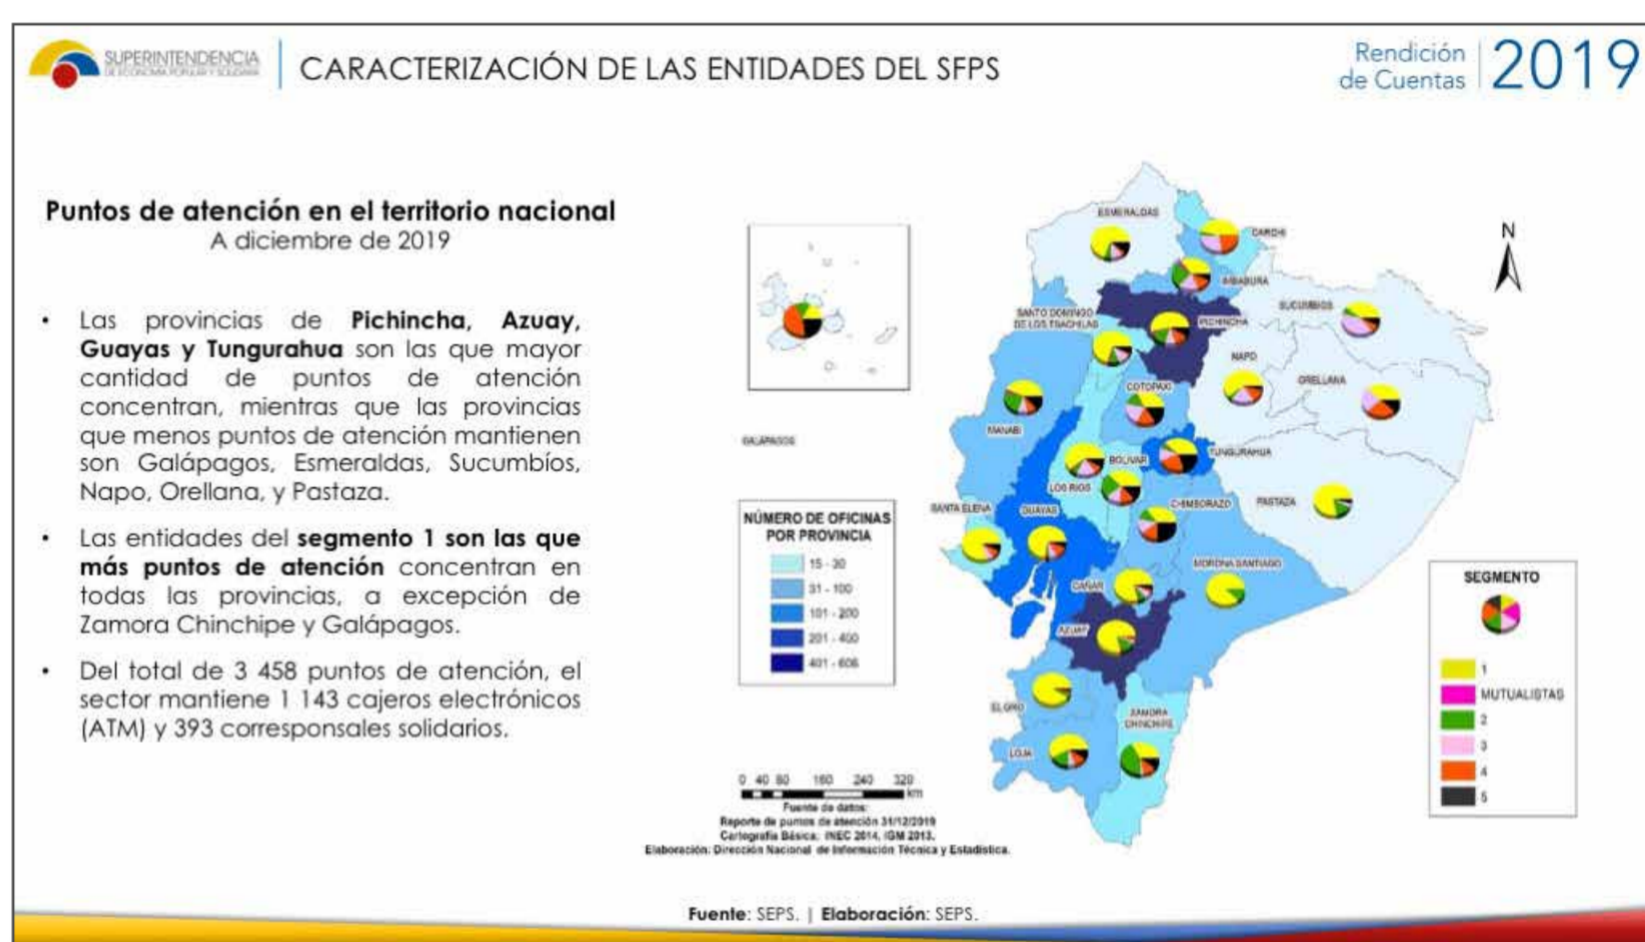 SUPERINTENDENCIA
DE ECONOMÍA POPULAR Y SOLIDARIA
CARACTERIZACIÓN DE LAS ENTIDADES DEL SFPS
Rendición
de Cuentas
2019
Puntos de atención en el territorio nacional
A diciembre de 2019
• Las provincias de Pichincha, Azuay,
Guayas y Tungurahua son las que mayor
cantidad de puntos de atención
concentran, mientras que las provincias
que menos puntos de atención mantienen
son Galápagos, Esmeraldas, Sucumbíos,
Napo, Orellana, y Pastaza.
• Las entidades del segmento 1 son las que
más puntos de atención concentran en
todas las provincias, a excepción de
Zamora Chinchipe y Galápagos.
• Del total de 3 458 puntos de atención, el
sector mantiene 1 143 cajeros electrónicos
(ATM) y 393 corresponsales solidarios.
GALÁPAGOS
ESMERALDAS
CARCHI
IMBABURA
SUCUMBIOS
SANTO DOMINGO
DE LOS TSACHILAS
PICHINCHA
NAPO
ORELLANA
COTOPAXI
MANABI
TUNGURAHUA
BOLIVAR
LOS RIOS
PASTAZA
CHIMBORAZO
SANTA ELENA
GUAYAS
MORONA SANTIAGO
CAÑAR
AZUAY
EL ORO
ZAMORA
CHINCHIPE
LOJA
N
NÚMERO DE OFICINAS
POR PROVINCIA
15 - 30
31 - 100
101 - 200
201 - 400
401 - 606
SEGMENTO
1
MUTUALISTAS
2
3
4
5
0 40 80 160 240 320
km
Fuente de datos:
Reporte de puntos de atención 31/12/2019
Cartografía Básica: INEC 2014, IGM 2013.
Elaboración: Dirección Nacional de Información Técnica y Estadística.
Fuente: SEPS. | Elaboración: SEPS.